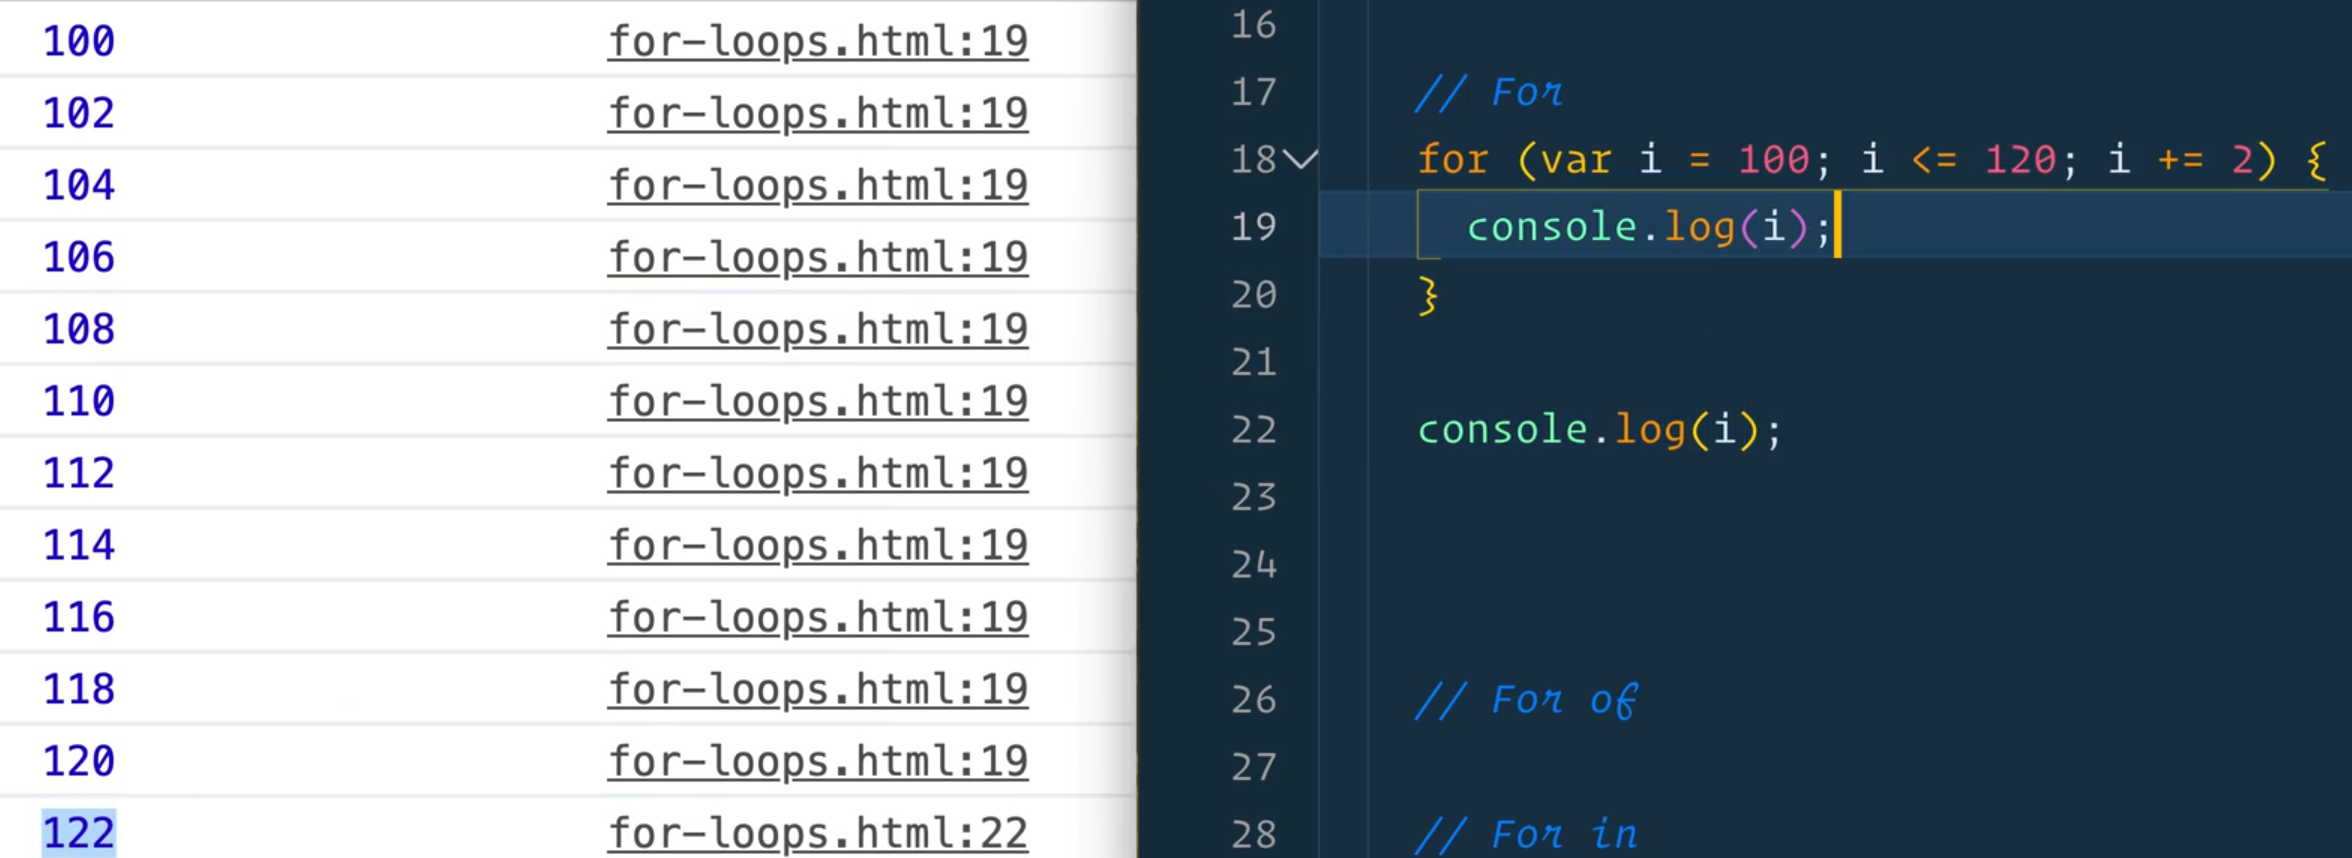 100 for-loops.html:19
102 for-loops.html:19
104 for-loops.html:19
106 for-loops.html:19
108 for-loops.html:19
110 for-loops.html:19
112 for-loops.html:19
114 for-loops.html:19
116 for-loops.html:19
118 for-loops.html:19
120 for-loops.html:19
122 for-loops.html:22
16
17 // For
18 for (var i = 100; i <= 120; i += 2) {
19 console.log(i);
20 }
21
22 console.log(i);
23
24
25
26 // For of
27
28 // For in